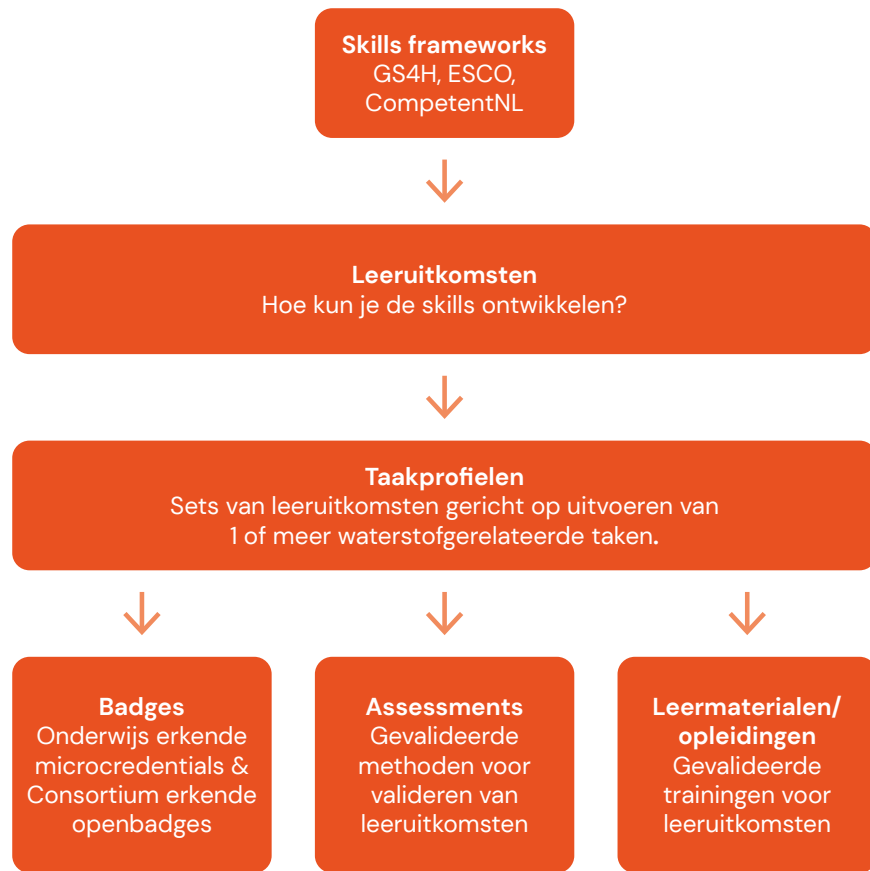 Skills frameworks
GS4H, ESCO,
CompetentNL
Leeruitkomsten
Hoe kun je de skills ontwikkelen?
Taakprofielen
Sets van leeruitkomsten gericht op uitvoeren van
1 of meer waterstofgerelateerde taken.
Badges
Onderwijs erkende
microcredentials &
Consortium erkende
openbadges
Assessments
Gevalideerde
methoden voor
valideren van
leeruitkomsten
Leermaterialen/
opleidingen
Gevalideerde
trainingen voor
leeruitkomsten